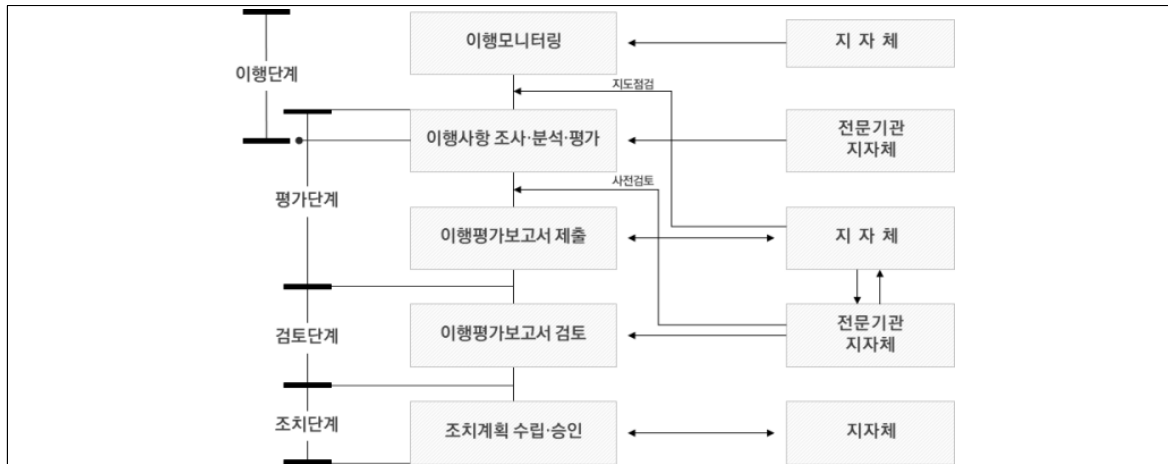 이행모니터링
지 자 체
이행단계
지도점검
이행사항 조사·분석·평가
전문기관
지자체
사전검토
평가단계
이행평가보고서 제출
지 자 체
검토단계
이행평가보고서 검토
전문기관
지자체
조치단계
조치계획 수립·승인
지자체